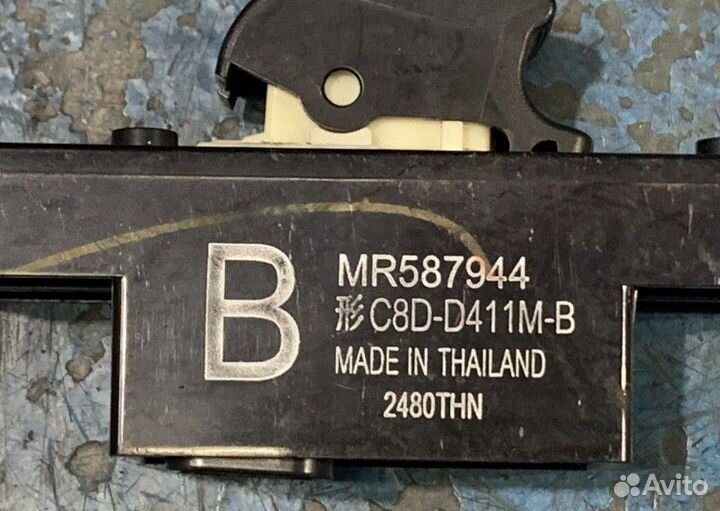 B
MR587944
形 C8D-D411M-B
MADE IN THAILAND
2480THN
Avito